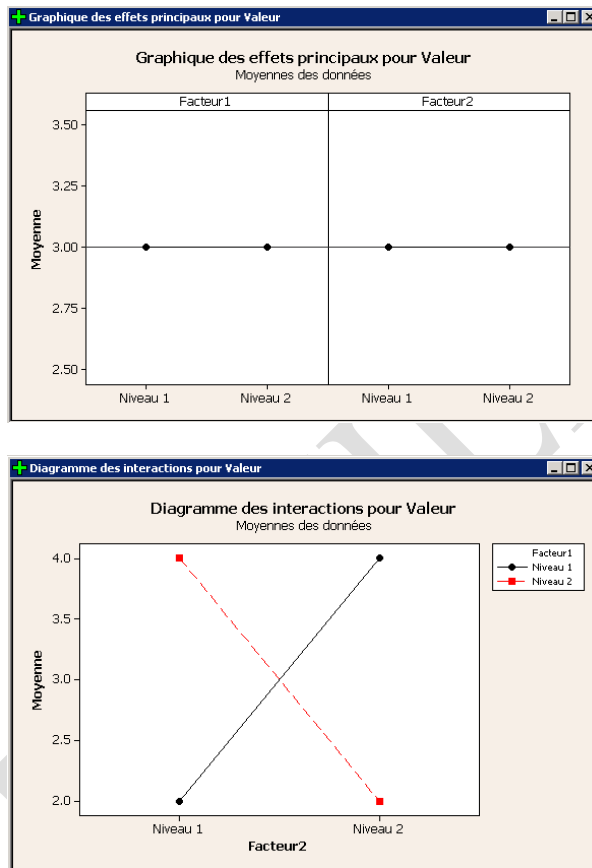 Graphique des effets principaux pour Valeur
Graphique des effets principaux pour Valeur
Moyennes des données
Facteur1 Facteur2
Moyenne
3.50
3.25
3.00
2.75
2.50
Niveau 1 Niveau 2 Niveau 1 Niveau 2
Diagramme des interactions pour Valeur
Diagramme des interactions pour Valeur
Moyennes des données
Moyenne
4.0
3.5
3.0
2.5
2.0
Niveau 1 Niveau 2
Facteur2
Facteur1
Niveau 1
Niveau 2